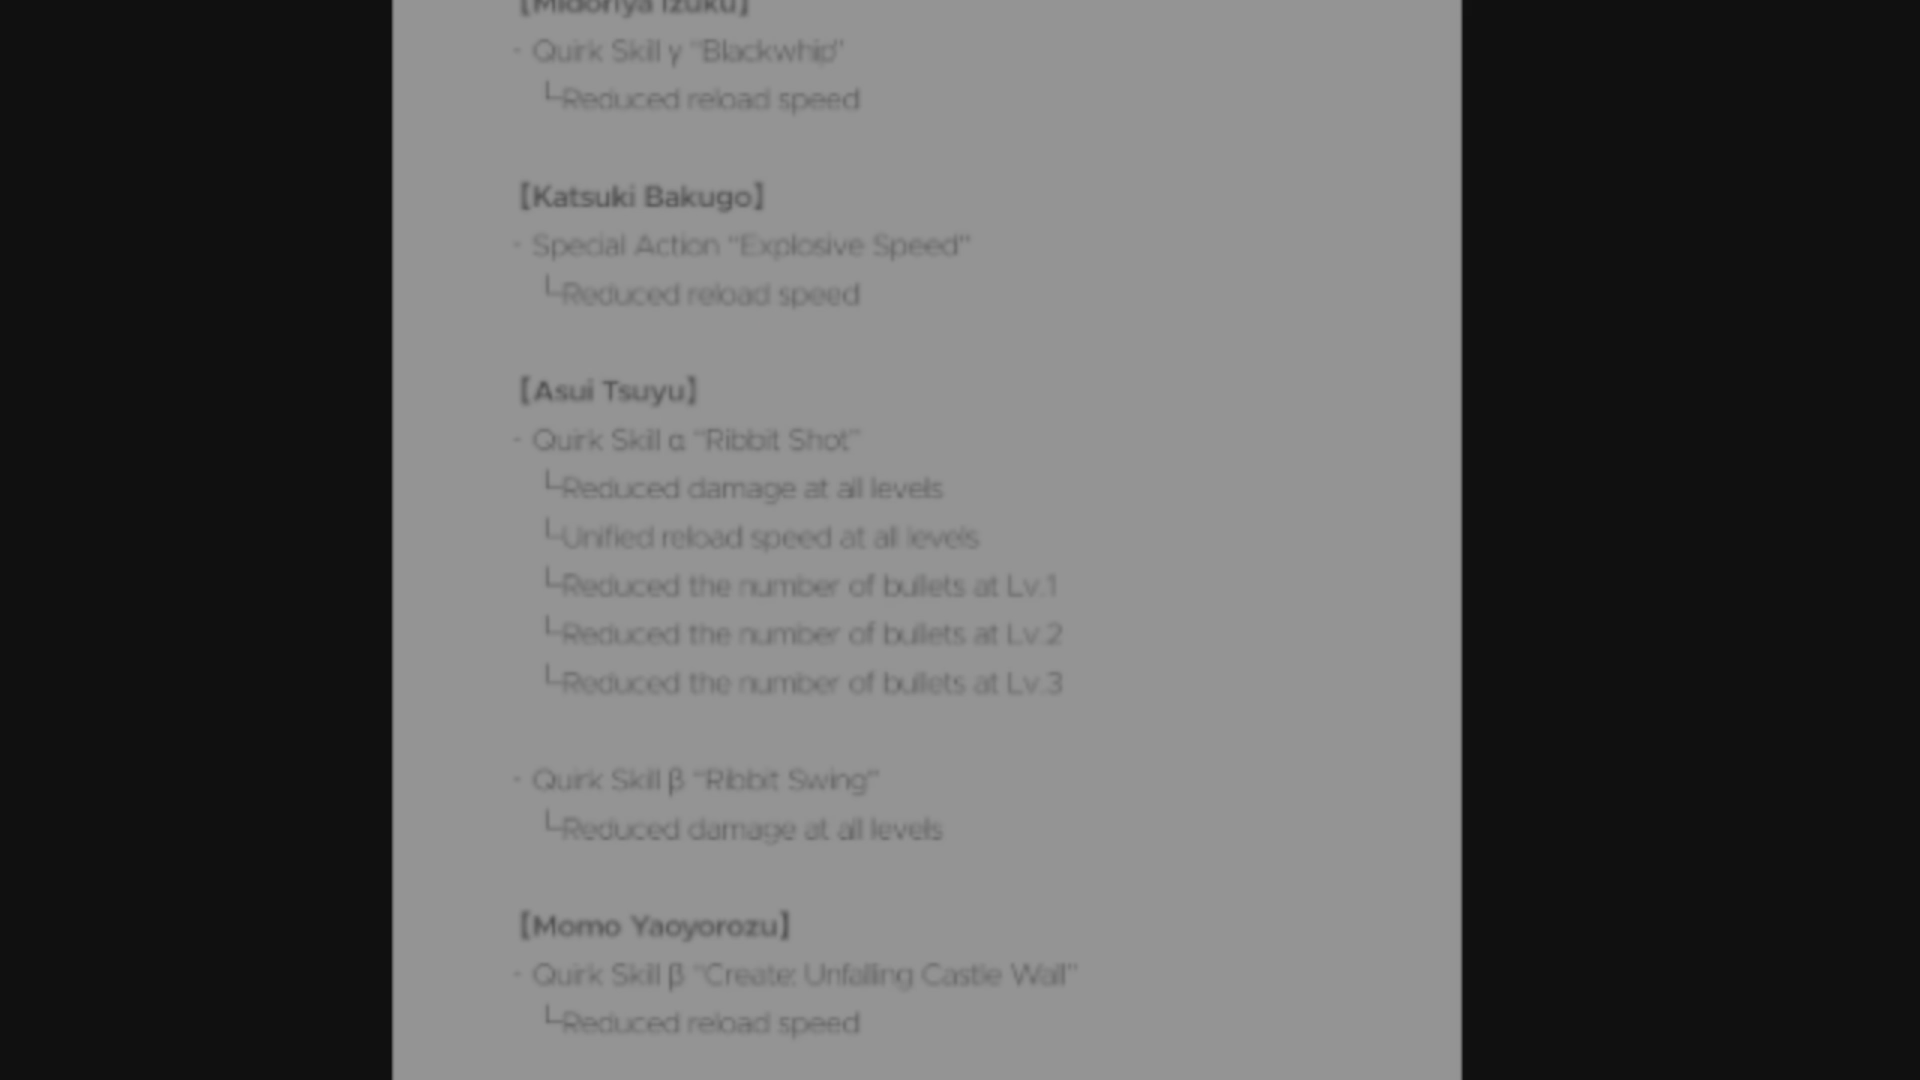 【Midoriya Izuku】
· Quirk Skill γ “Blackwhip”
└Reduced reload speed
【Katsuki Bakugo】
· Special Action “Explosive Speed”
└Reduced reload speed
【Asui Tsuyu】
· Quirk Skill α “Ribbit Shot”
└Reduced damage at all levels
└Unified reload speed at all levels
└Reduced the number of bullets at Lv.1
└Reduced the number of bullets at Lv.2
└Reduced the number of bullets at Lv.3
· Quirk Skill β “Ribbit Swing”
└Reduced damage at all levels
【Momo Yaoyorozu】
· Quirk Skill β “Create: Unfalling Castle Wall”
└Reduced reload speed